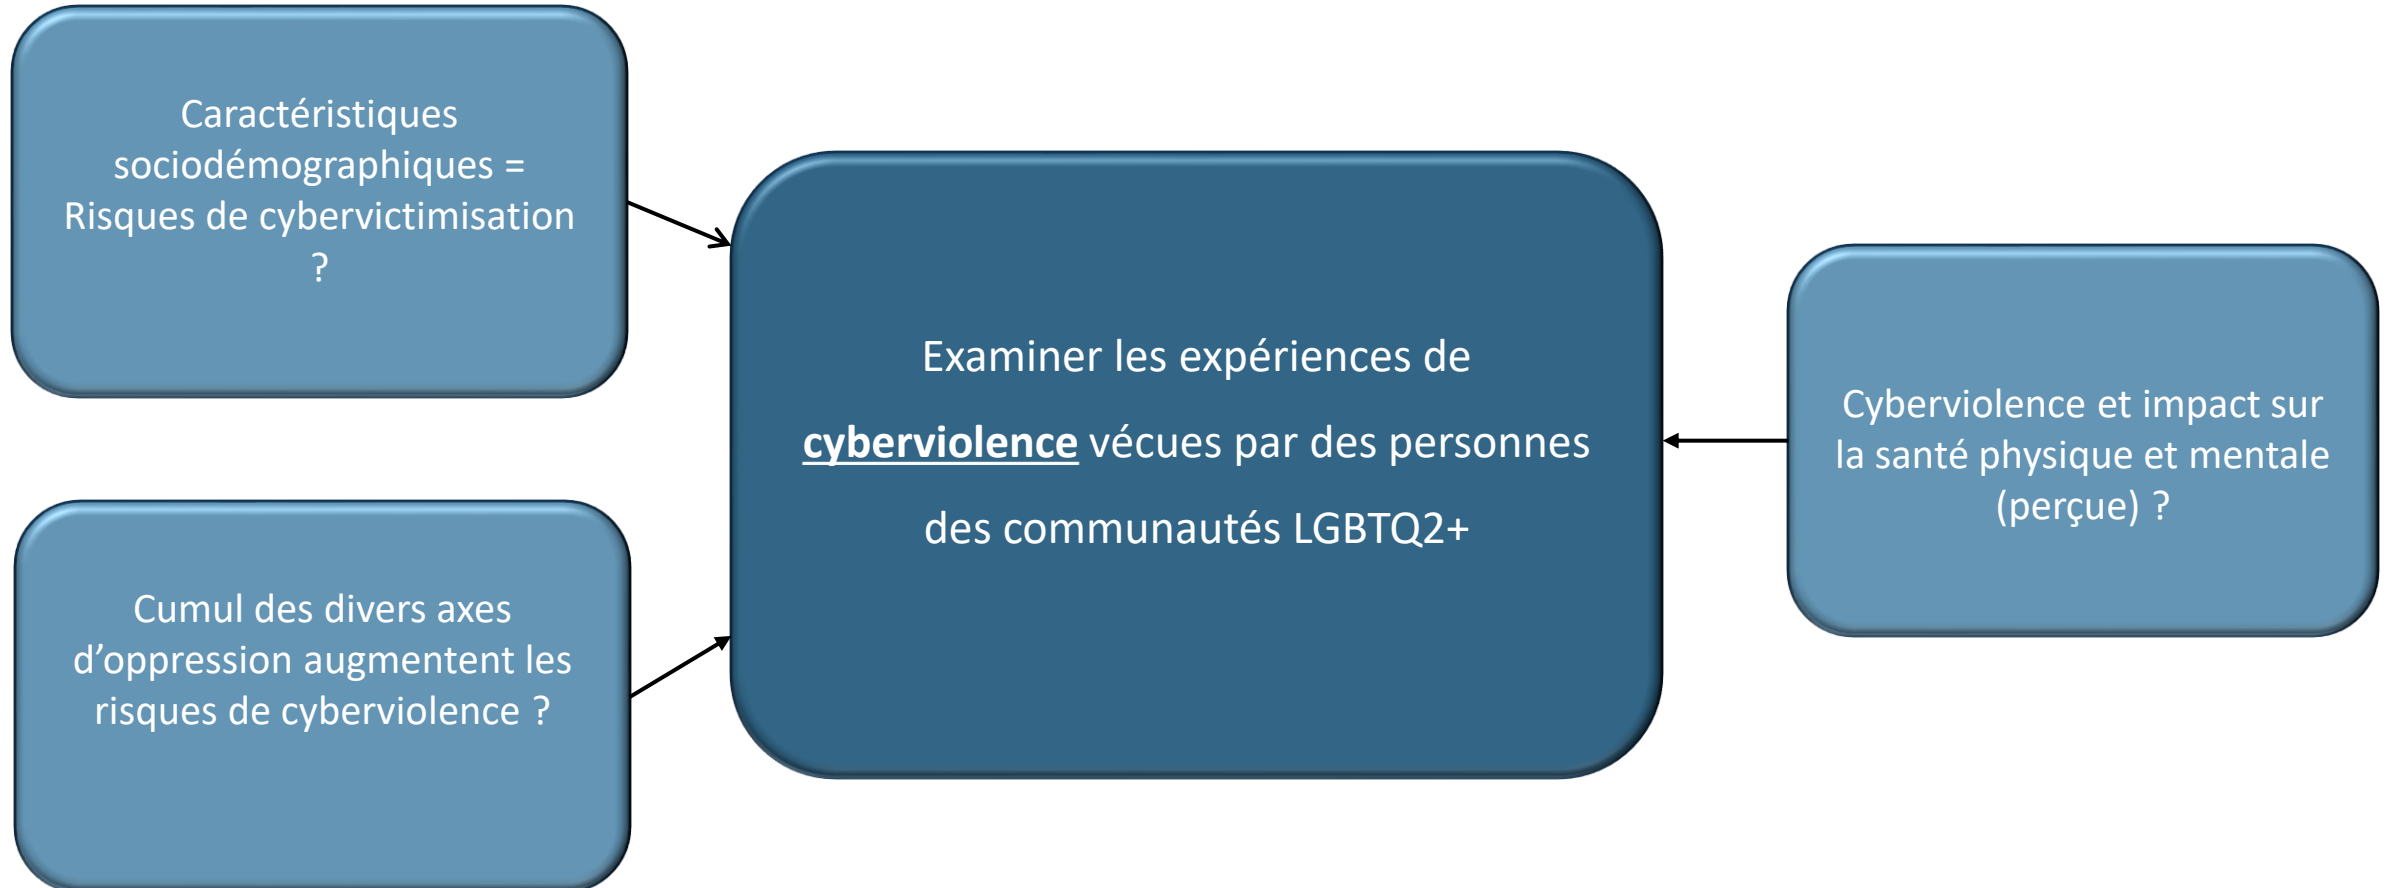 Caractéristiques
sociodémographiques =
Risques de cybervictimisation
?
Cumul des divers axes
d’oppression augmentent les
risques de cyberviolence ?
Examiner les expériences de
cyberviolence vécues par des personnes
des communautés LGBTQ2+
Cyberviolence et impact sur
la santé physique et mentale
(perçue) ?